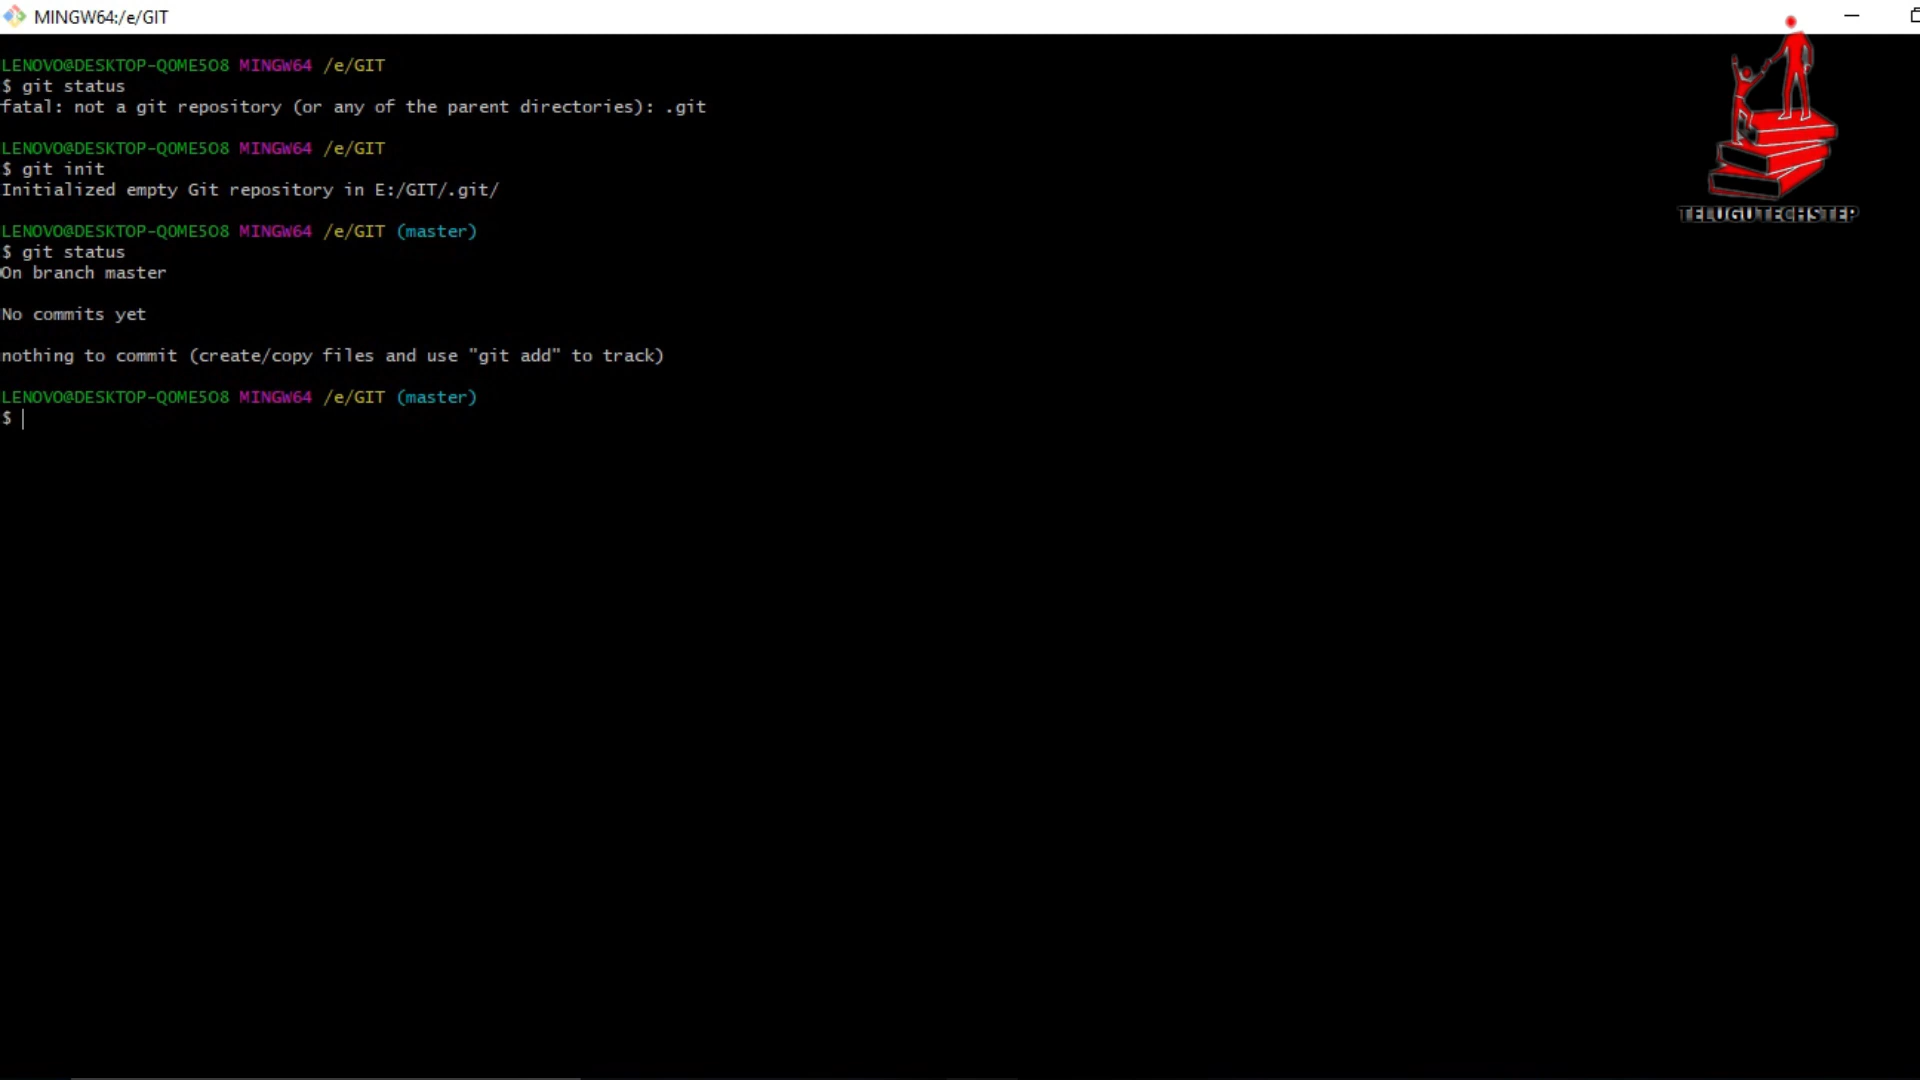 MINGW64:/e/GIT
LENOVO@DESKTOP-QOME5O8 MINGW64 /e/GIT
$ git status
fatal: not a git repository (or any of the parent directories): .git
LENOVO@DESKTOP-QOME5O8 MINGW64 /e/GIT
$ git init
Initialized empty Git repository in E:/GIT/.git/
LENOVO@DESKTOP-QOME5O8 MINGW64 /e/GIT (master)
$ git status
On branch master
No commits yet
nothing to commit (create/copy files and use "git add" to track)
LENOVO@DESKTOP-QOME5O8 MINGW64 /e/GIT (master)
$
TELUGUTECHSTEP